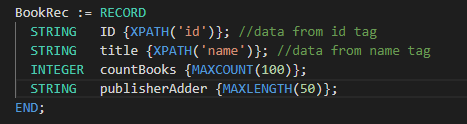 BookRec := RECORD
STRING ID {XPATH('id')}; //data from id tag
STRING title {XPATH('name')}; //data from name tag
INTEGER countBooks {MAXCOUNT(100)};
STRING publisherAdder {MAXLENGTH(50)};
END;